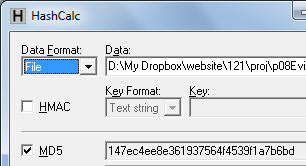 H HashCalc
Data Format: Data:
File D:\My Dropbox\website\121\proj\p08Evi
HMAC Key Format: Key:
Text string
MD5 147ec4ee8e361937564f4539f1a7b6bd